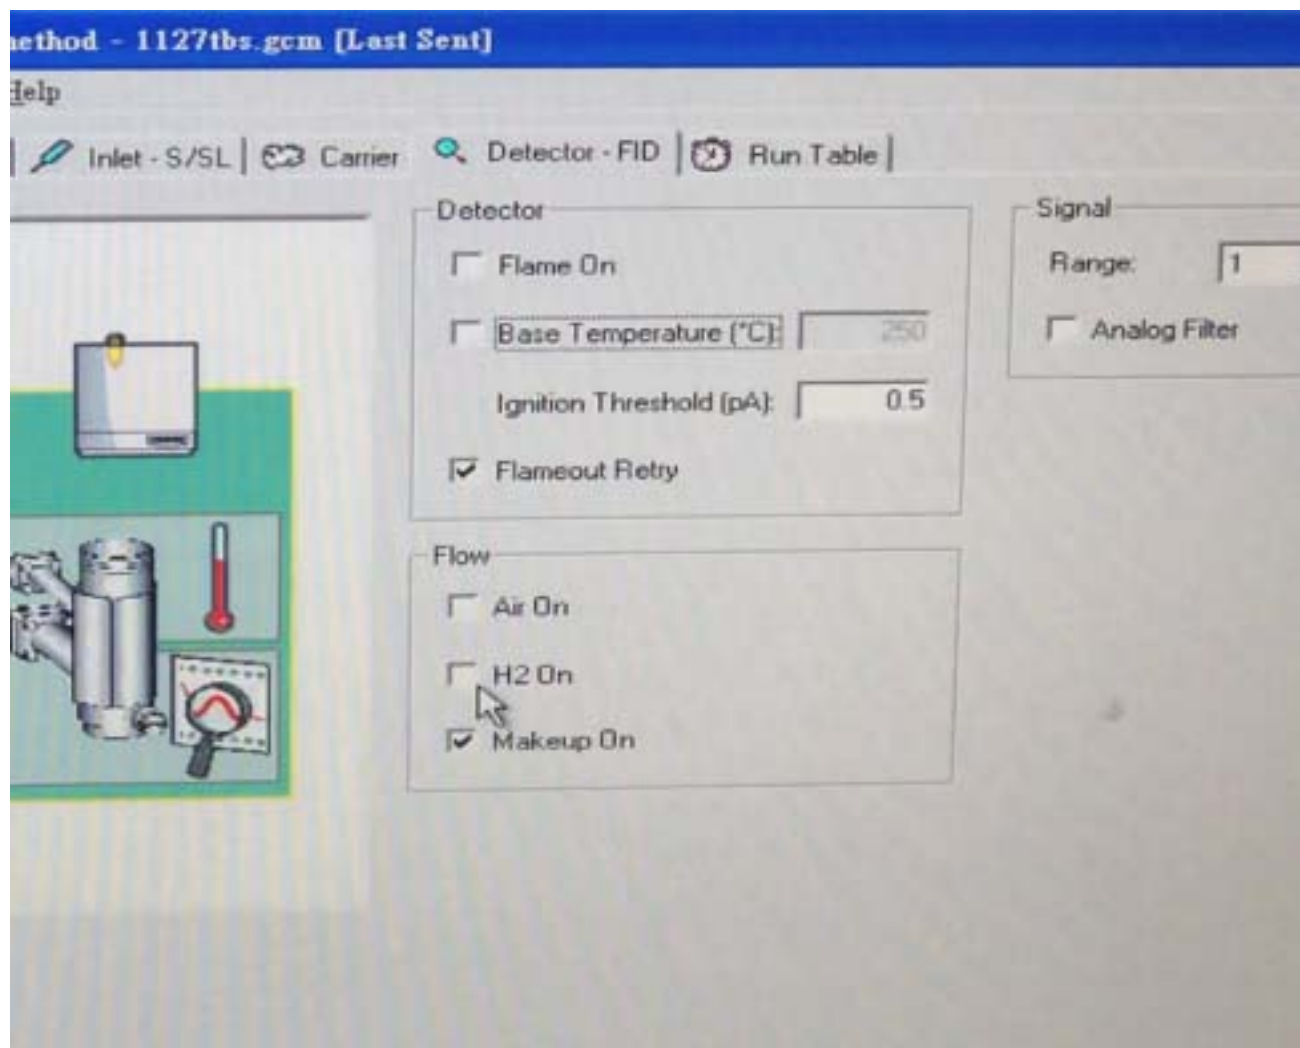 ethod - 1127tbs.gcm [Last Sent]
Help
Inlet - S/SL Carrier Detector - FID Run Table
Detector
Flame On
Base Temperature (°C): 250
Ignition Threshold (pA): 0.5
Flameout Retry
Flow
Air On
H2 On
Makeup On
Signal
Range: 1
Analog Filter